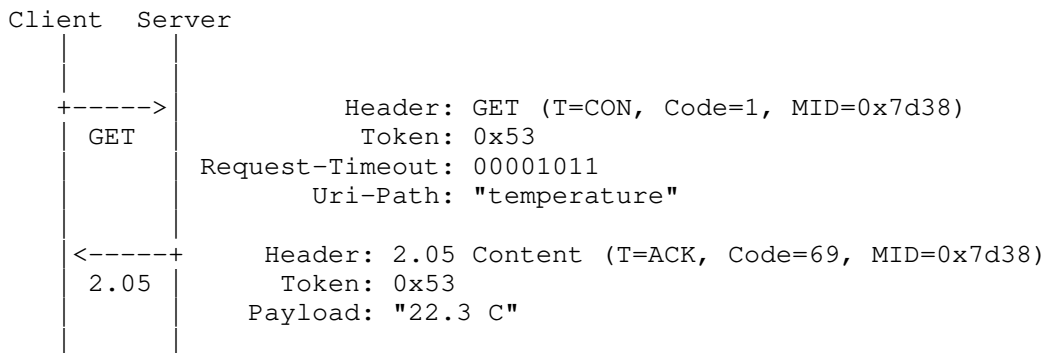 Client Server
+----->| Header: GET (T=CON, Code=1, MID=0x7d38)
| GET | Token: 0x53
| | Request-Timeout: 00001011
| | Uri-Path: "temperature"
|<-----+ Header: 2.05 Content (T=ACK, Code=69, MID=0x7d38)
| 2.05 | Token: 0x53
| | Payload: "22.3 C"